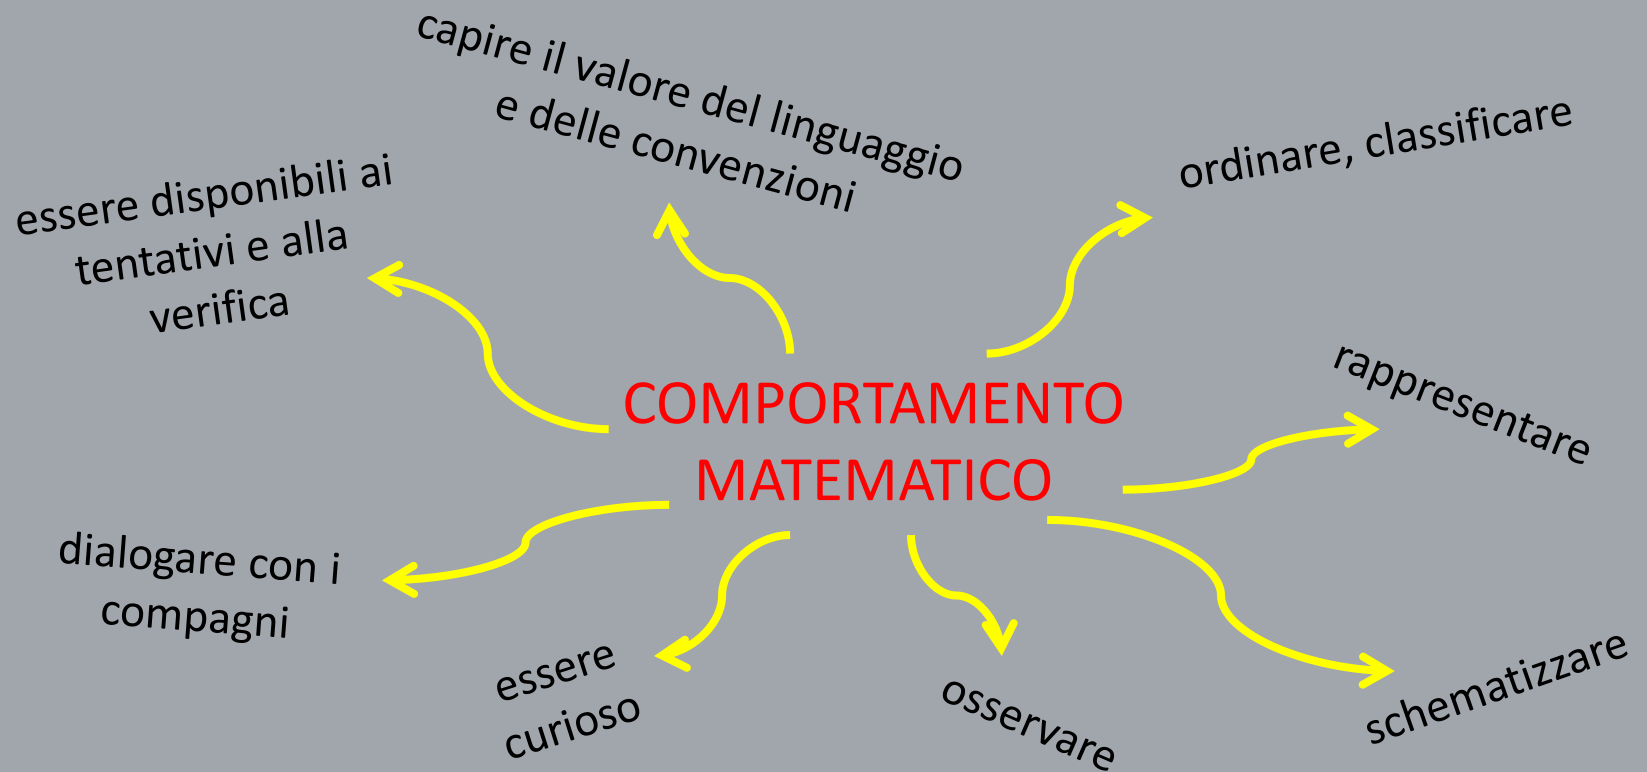 capire il valore del linguaggio
e delle convenzioni
ordinare, classificare
essere disponibili ai
tentativi e alla
verifica
rappresentare
COMPORTAMENTO
MATEMATICO
dialogare con i
compagni
essere
curioso
osservare
schematizzare